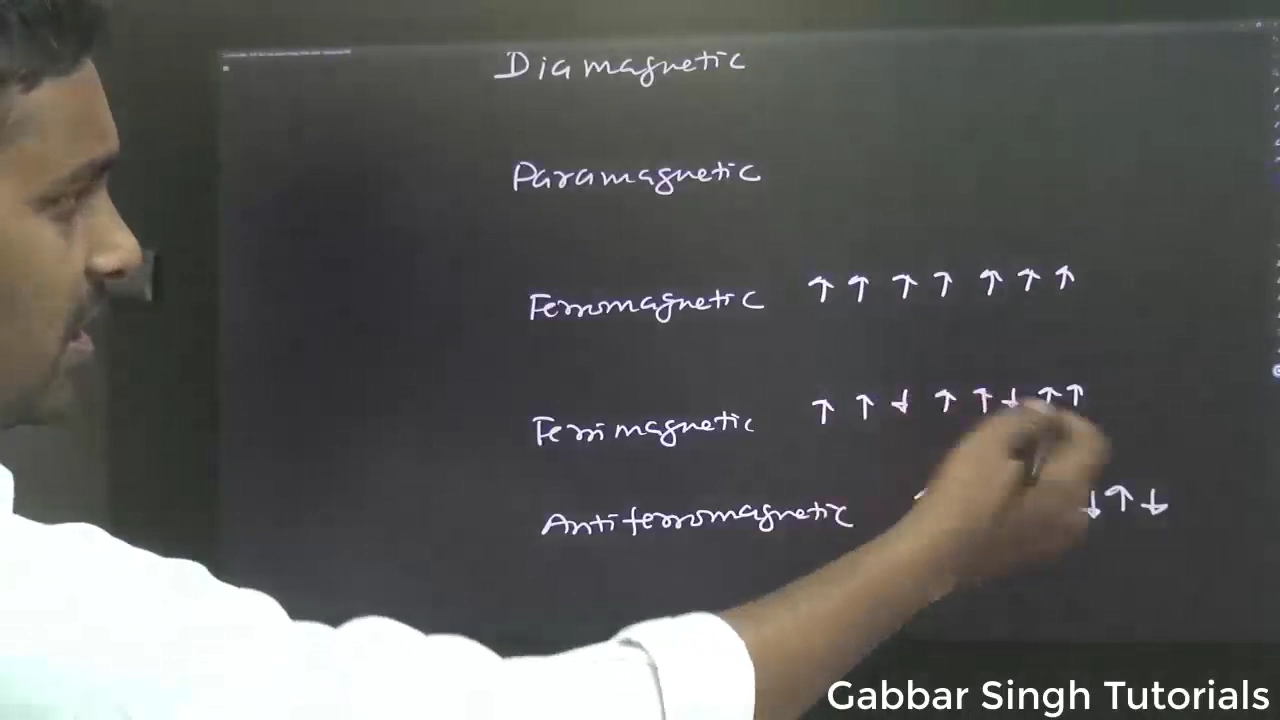 Diamagnetic
Paramagnetic
Ferromagnetic ↑ ↑ ↑ ↑ ↑ ↑ ↑
Ferrimagnetic ↑ ↑ ↓ ↑ ↑ ↓ ↑ ↑
Antiferromagnetic ↓ ↑ ↓
Gabbar Singh Tutorials